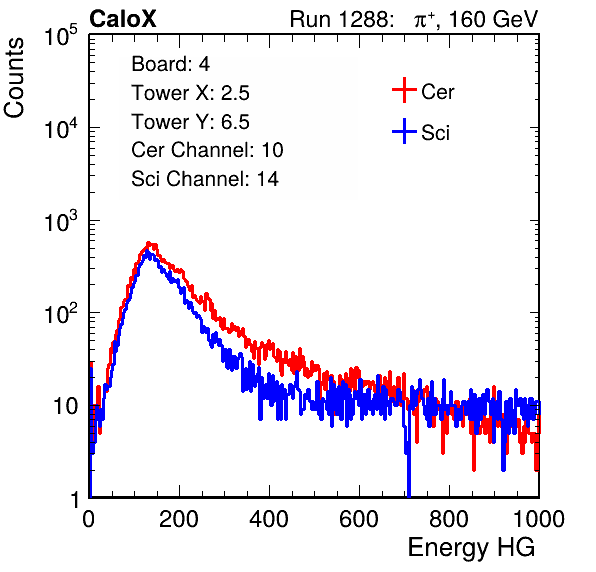 CaloX Run 1288: π⁺, 160 GeV
Board: 4
Tower X: 2.5
Tower Y: 6.5
Cer Channel: 10
Sci Channel: 14
Cer
Sci
Counts
10⁵
10⁴
10³
10²
10
1
0 200 400 600 800 1000
Energy HG